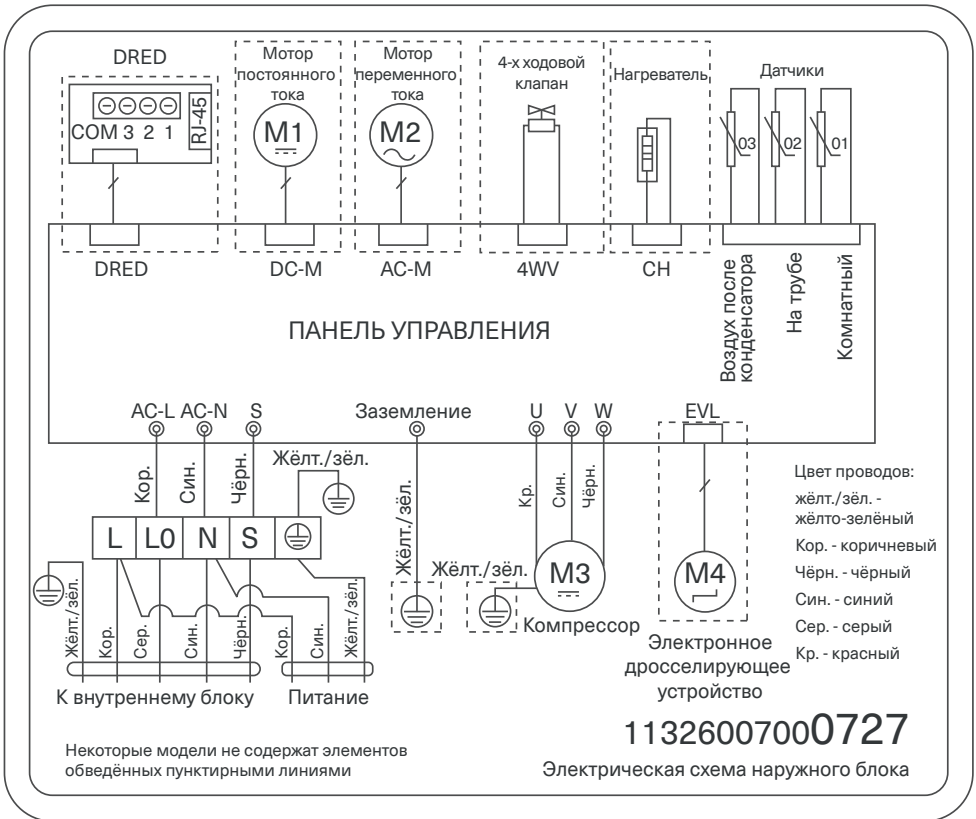 DRED
Мотор
постоянного
тока
Мотор
переменного
тока
4-х ходовой
клапан
Нагреватель
Датчики
COM 3 2 1
RJ-45
M1
M2
03
02
01
DRED
DC-M
AC-M
4WV
CH
Воздух после
конденсатора
На трубе
Комнатный
ПАНЕЛЬ УПРАВЛЕНИЯ
AC-L AC-N S
Заземление
U V W
EVL
Кор.
Син.
Чёрн.
Жёлт./зёл.
Жёлт./зёл.
Кр.
Син.
Чёрн.
L L0 N S
Жёлт./зёл.
M3
M4
Компрессор
Электронное
дросселирующее
устройство
Жёлт./зёл.
Кор.
Сер.
Син.
Чёрн.
Кор.
Син.
Жёлт./зёл.
К внутреннему блоку
Питание
Цвет проводов:
жёлт./зёл. -
жёлто-зелёный
Кор. - коричневый
Чёрн. - чёрный
Син. - синий
Сер. - серый
Кр. - красный
Некоторые модели не содержат элементов
обведённых пунктирными линиями
11326007000727
Электрическая схема наружного блока